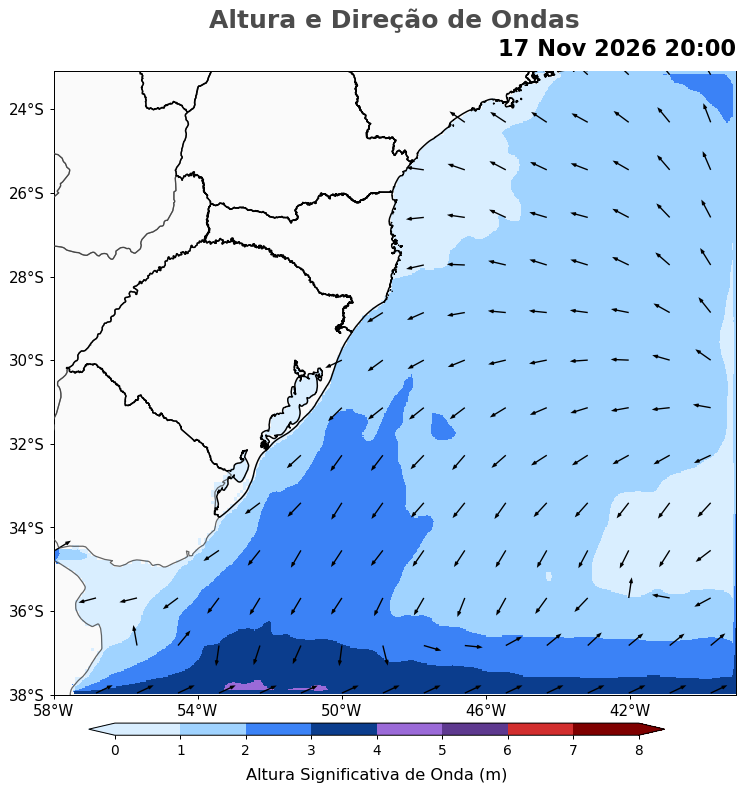 Altura e Direção de Ondas
17 Nov 2026 20:00
24°S
26°S
28°S
30°S
32°S
34°S
36°S
38°S
58°W 54°W 50°W 46°W 42°W
0 1 2 3 4 5 6 7 8
Altura Significativa de Onda (m)